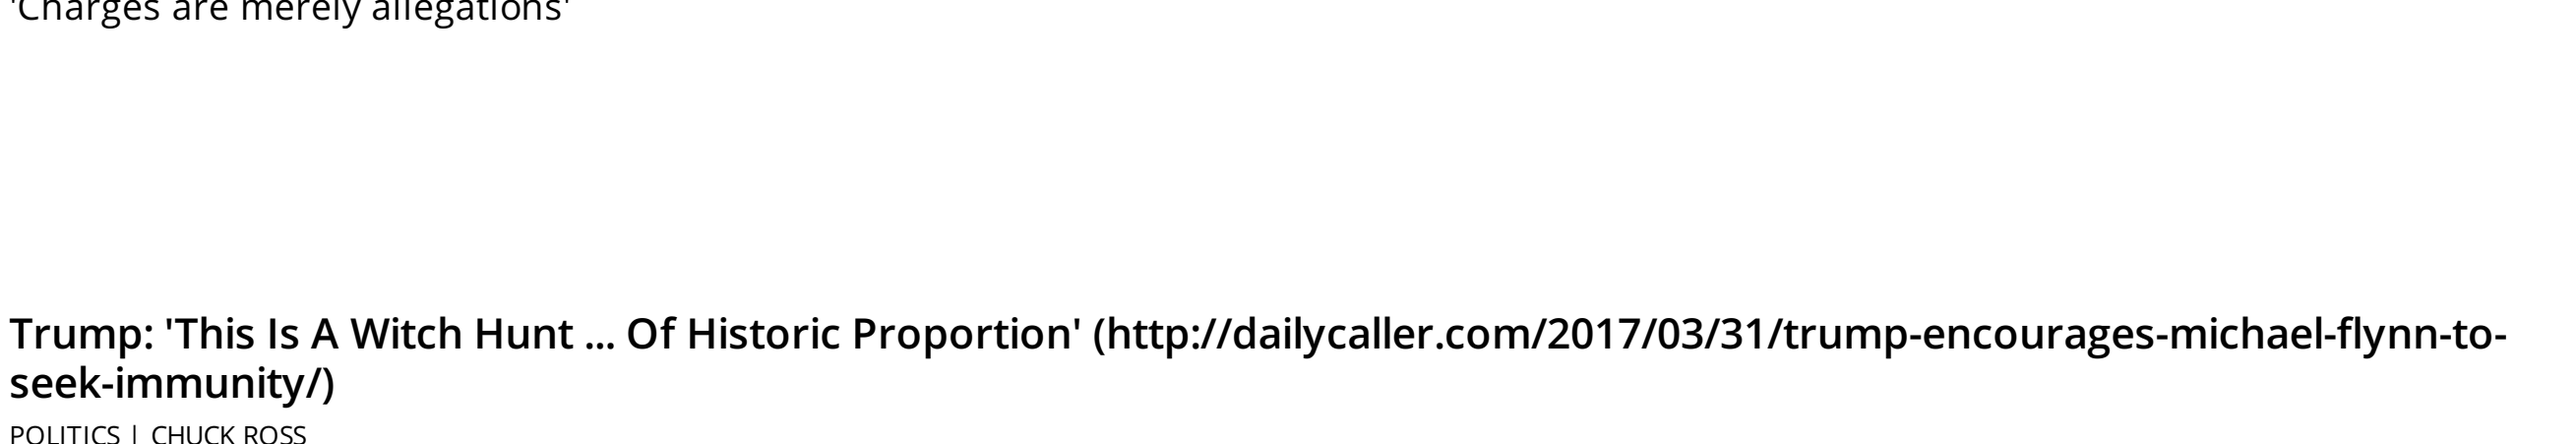 'Charges are merely allegations'
Trump: 'This Is A Witch Hunt ... Of Historic Proportion' (http://dailycaller.com/2017/03/31/trump-encourages-michael-flynn-to-
seek-immunity/)
POLITICS | CHUCK ROSS